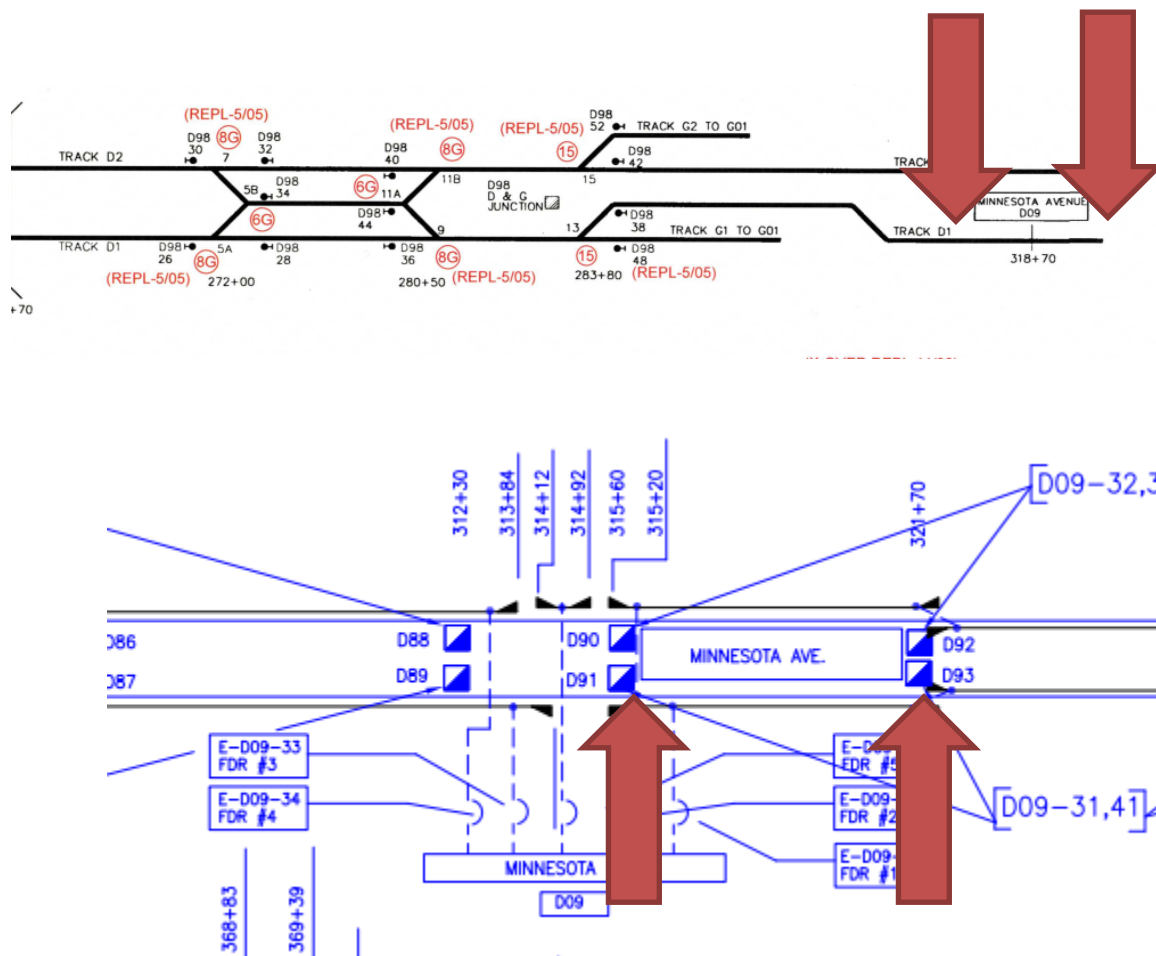 (REPL-5/05)
8G
7
D98
30
D98
32
TRACK D2
5B
D98
34
6G
TRACK D1
D98
26
8G
5A
D98
28
(REPL-5/05)
272+00
+70
(REPL-5/05)
8G
D98
40
6G
11A
11B
D98
44
9
D98
36
8G
(REPL-5/05)
280+50
D98
D & G
JUNCTION
(REPL-5/05)
15
D98
52
TRACK G2 TO G01
D98
42
15
13
D98
38
TRACK G1 TO G01
15
D98
48
283+80
(REPL-5/05)
TRACK
MINNESOTA AVENUE
D09
TRACK D1
318+70
312+30
313+84
314+12
314+92
315+60
315+20
321+70
D09-32,3
D86
D88
D90
MINNESOTA AVE.
D92
D87
D89
D91
D93
E-D09-33
FDR #3
E-D09-34
FDR #4
E-D0
FDR #5
E-D09-
FDR #2
E-D09-
FDR #1
D09-31,41
MINNESOTA
D09
368+83
369+39